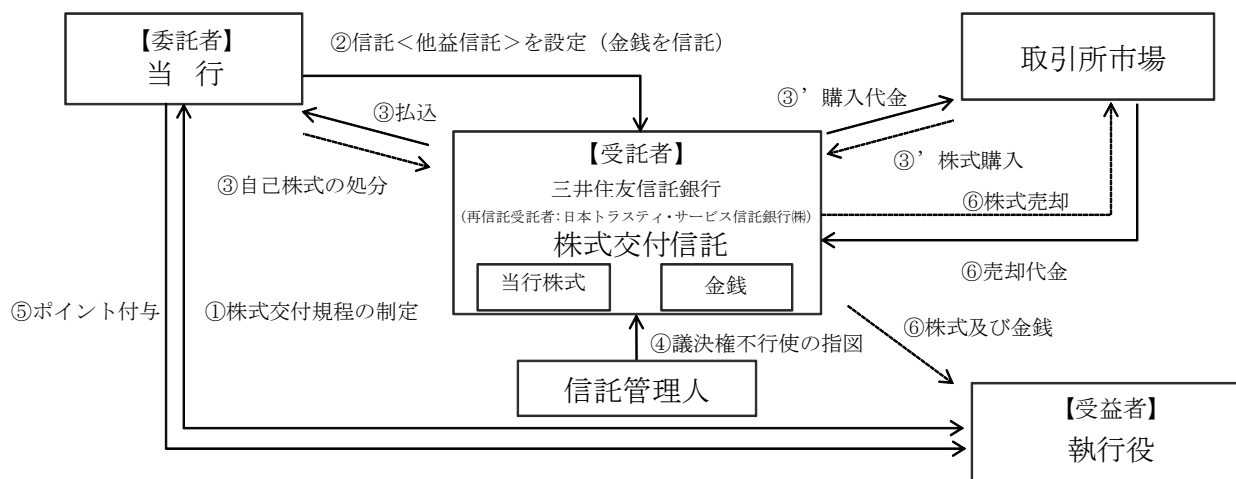 【委託者】
当 行
②信託＜他益信託＞を設定（金銭を信託）
取引所市場
③’購入代金
③払込
③’株式購入
③自己株式の処分
【受託者】
三井住友信託銀行
(再信託受託者：日本トラスティ・サービス信託銀行㈱)
株式交付信託
当行株式
金銭
⑥株式売却
⑥売却代金
⑤ポイント付与
①株式交付規程の制定
⑥株式及び金銭
④議決権不行使の指図
信託管理人
【受益者】
執行役